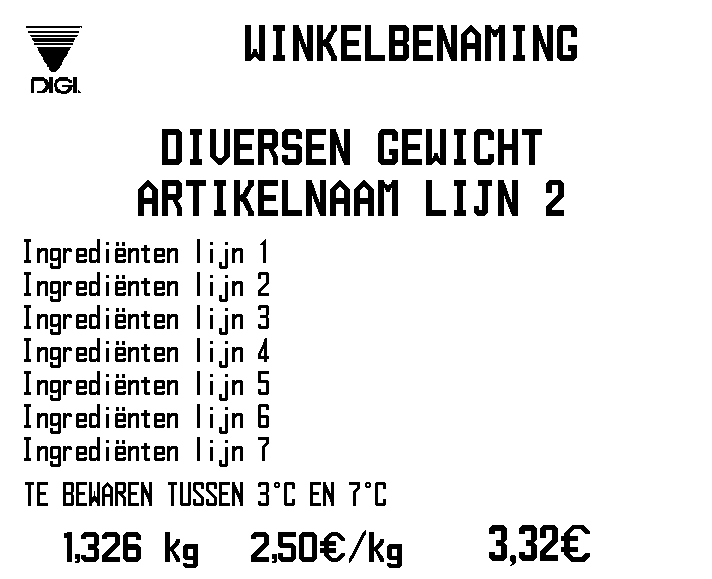 WINKELBENAMING
DIGI.
DIVERSEN GEWICHT
ARTIKELNAAM LIJN 2
Ingrediënten lijn 1
Ingrediënten lijn 2
Ingrediënten lijn 3
Ingrediënten lijn 4
Ingrediënten lijn 5
Ingrediënten lijn 6
Ingrediënten lijn 7
TE BEWAREN TUSSEN 3°C EN 7°C
1,326 kg 2,50€/kg 3,32€